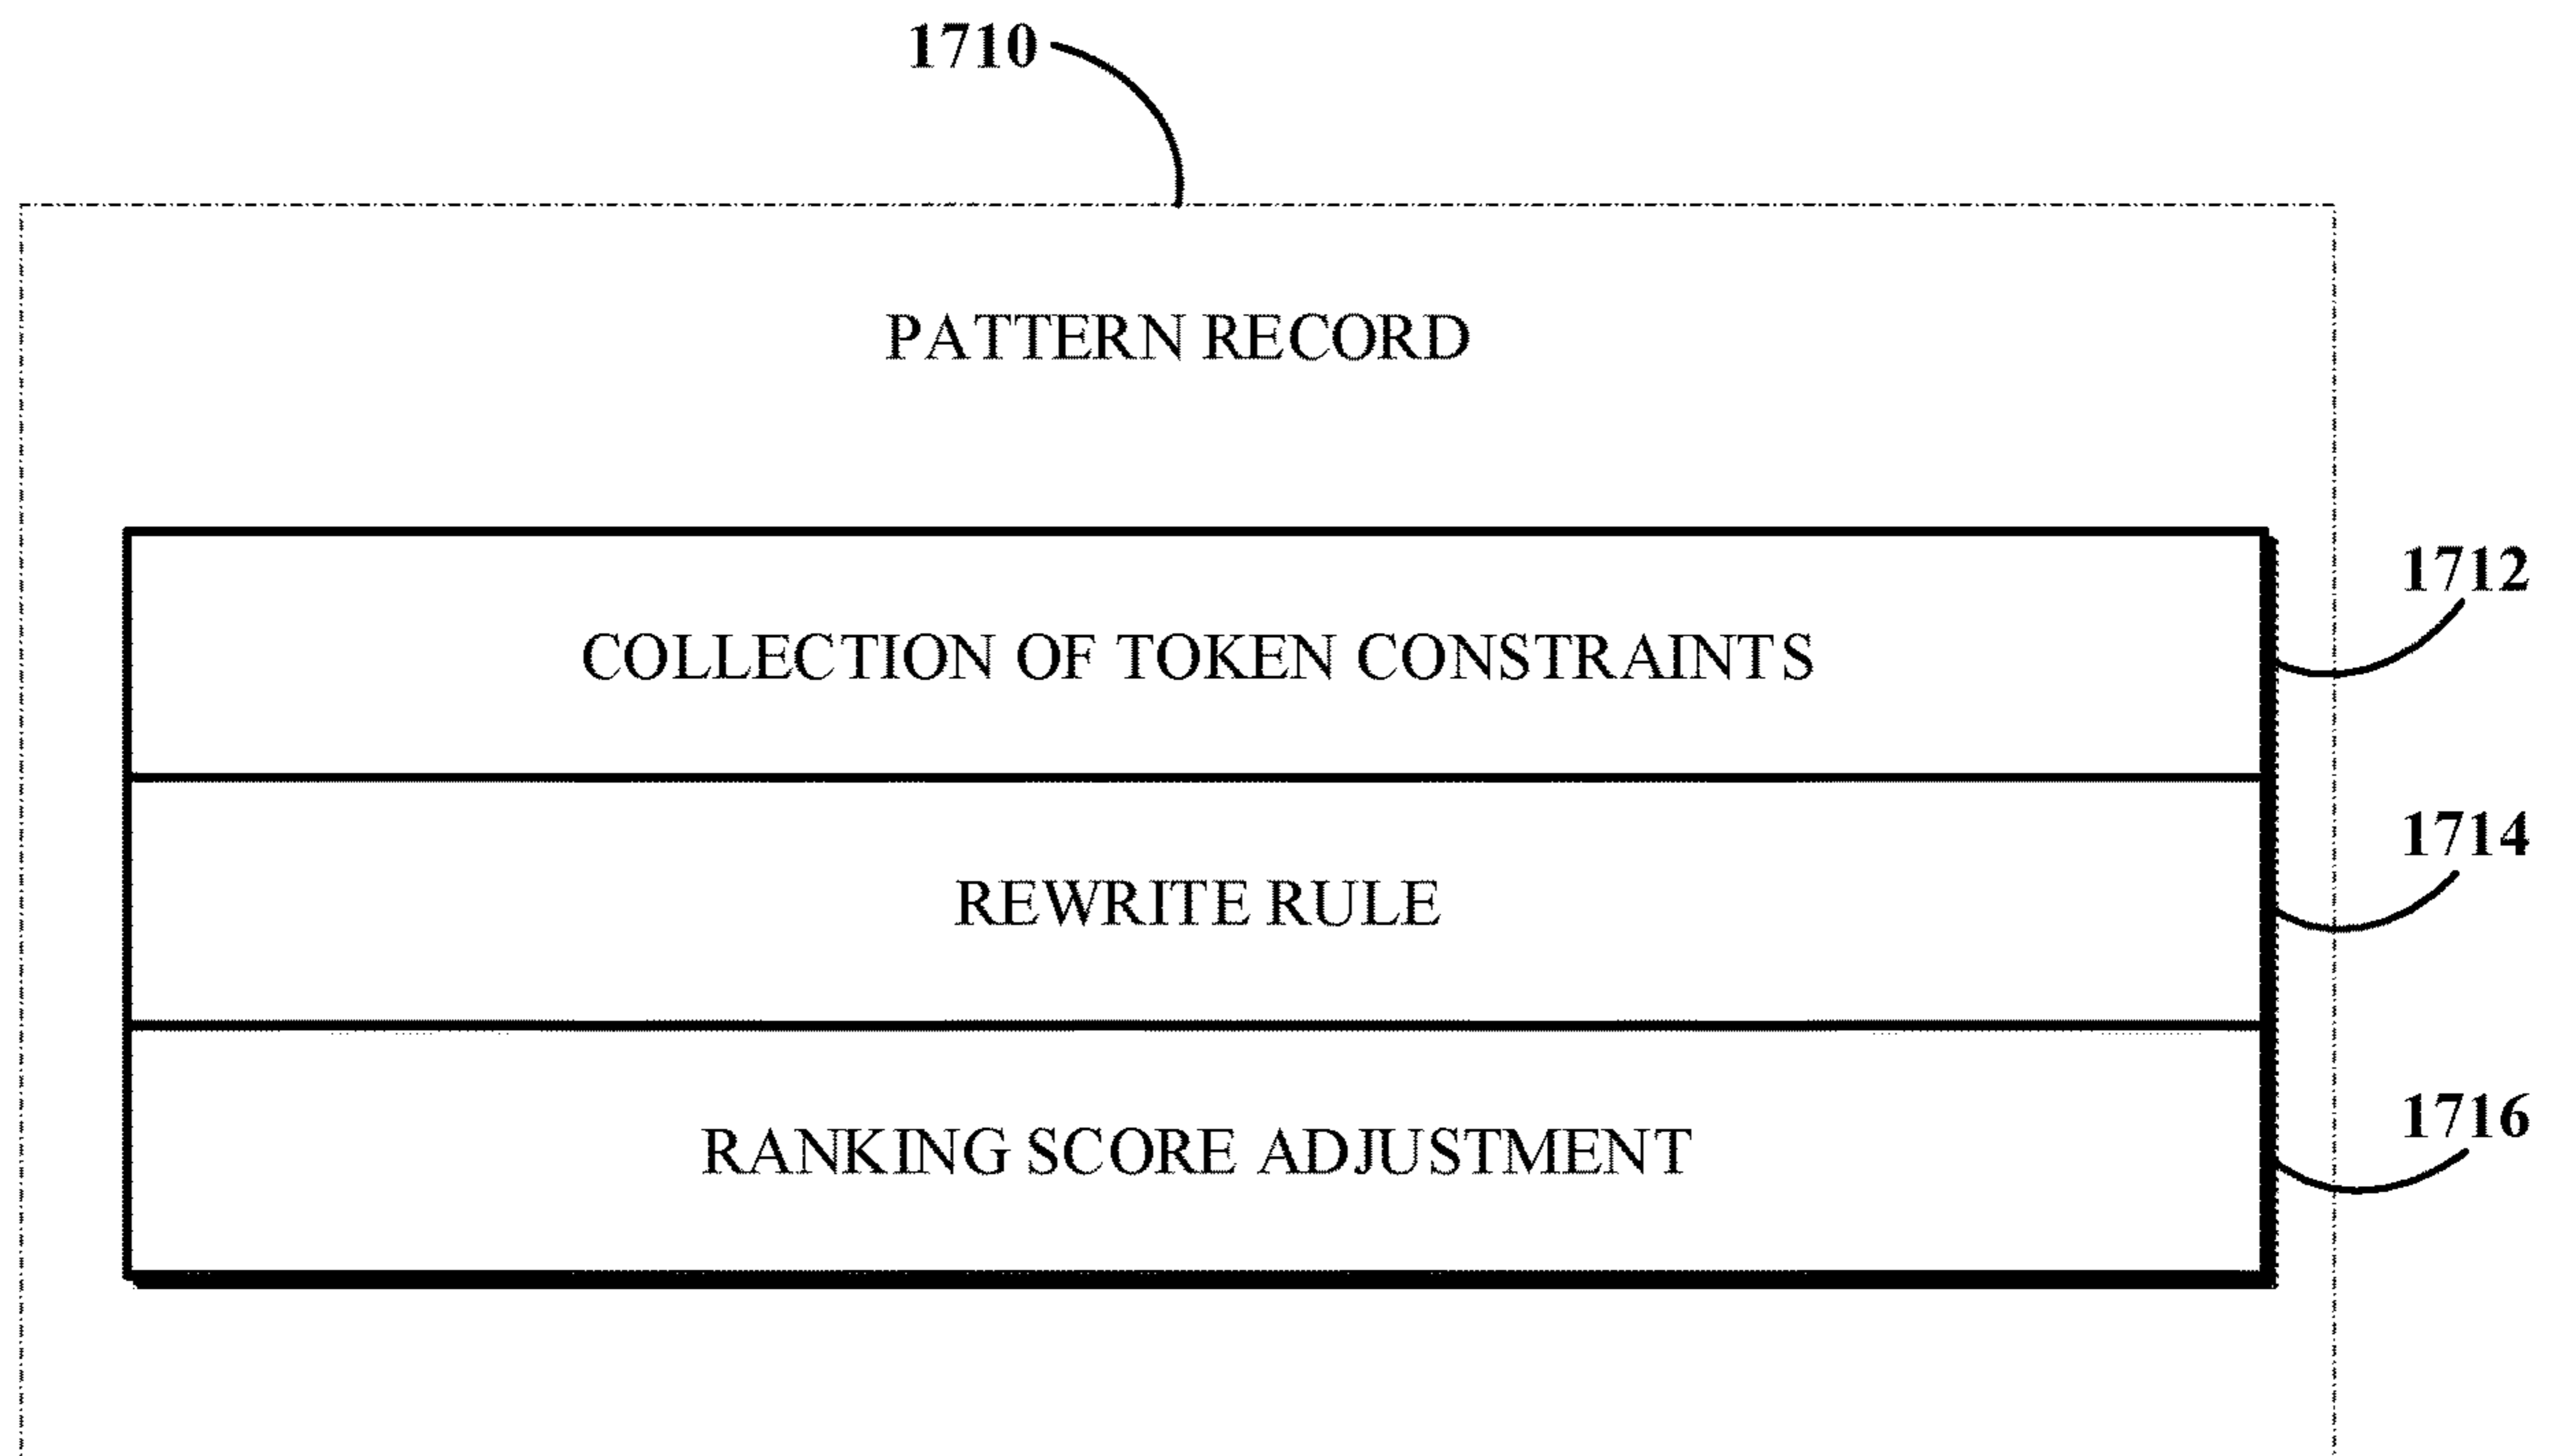 1710
PATTERN RECORD
1712
COLLECTION OF TOKEN CONSTRAINTS
1714
REWRITE RULE
1716
RANKING SCORE ADJUSTMENT